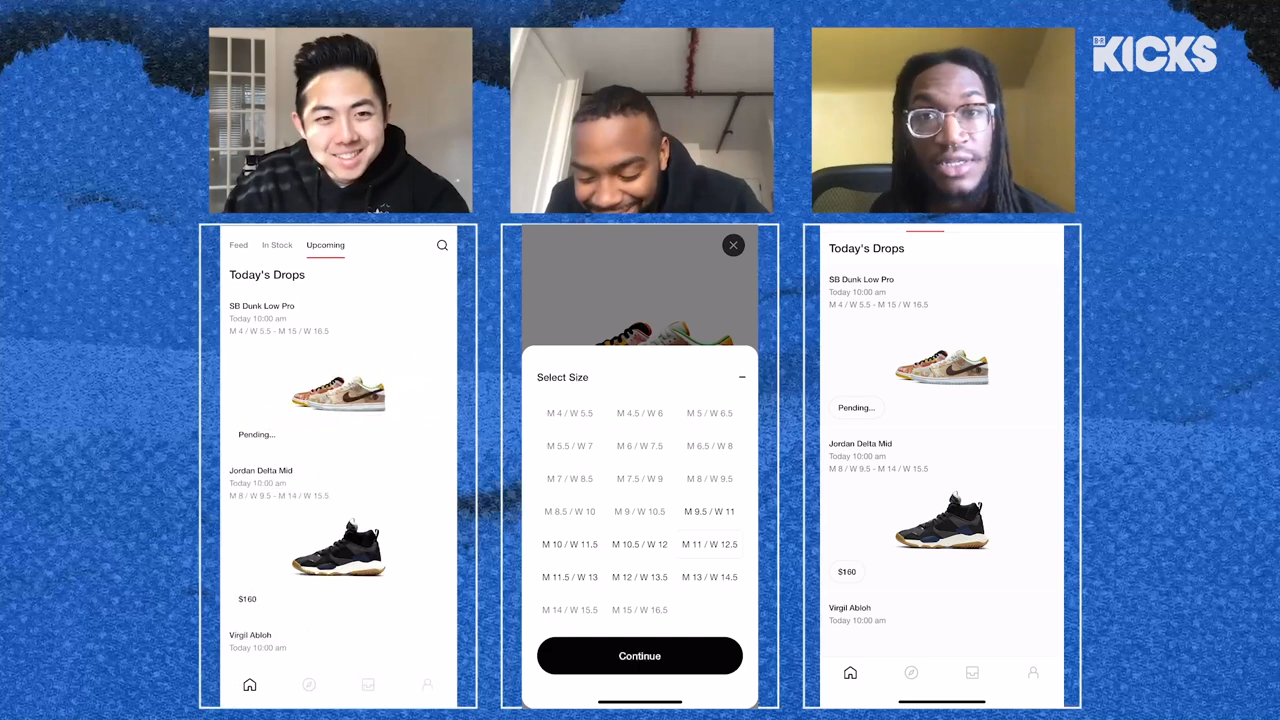 B·R
KICKS
Feed In Stock Upcoming
Today's Drops
SB Dunk Low Pro
Today 10:00 am
M 4 / W 5.5 - M 15 / W 16.5
Pending...
Jordan Delta Mid
Today 10:00 am
M 8 / W 9.5 - M 14 / W 15.5
$160
Virgil Abloh
Today 10:00 am
Select Size
M 4 / W 5.5 M 4.5 / W 6 M 5 / W 6.5
M 5.5 / W 7 M 6 / W 7.5 M 6.5 / W 8
M 7 / W 8.5 M 7.5 / W 9 M 8 / W 9.5
M 8.5 / W 10 M 9 / W 10.5 M 9.5 / W 11
M 10 / W 11.5 M 10.5 / W 12 M 11 / W 12.5
M 11.5 / W 13 M 12 / W 13.5 M 13 / W 14.5
M 14 / W 15.5 M 15 / W 16.5
Continue
Today's Drops
SB Dunk Low Pro
Today 10:00 am
M 4 / W 5.5 - M 15 / W 16.5
Pending...
Jordan Delta Mid
Today 10:00 am
M 8 / W 9.5 - M 14 / W 15.5
$160
Virgil Abloh
Today 10:00 am